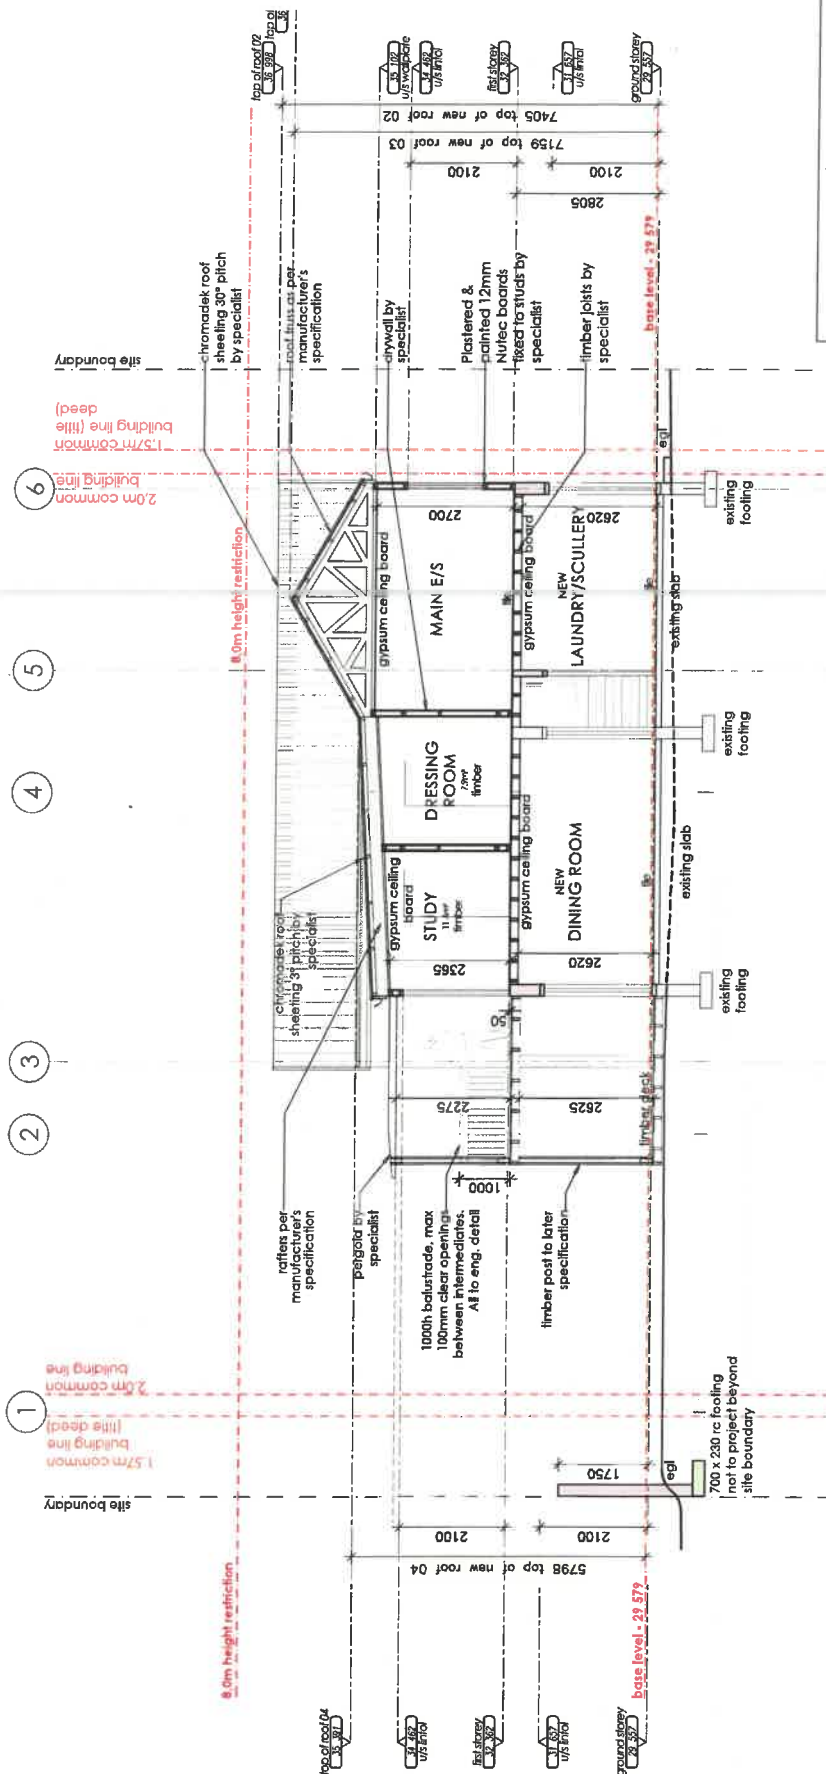 1
2
3
4
5
6
site boundary
1.57m common
building line
(title deed)
2.0m common
building line
2.0m common
building line
1.57m common
building line (title
deed)
site boundary
8.0m height restriction
8.0m height restriction
rafters per
manufacturer's
specification
pergola by
specialist
1000h balustrade, max
100mm clear openings
between intermediates.
All to eng. detail
timber post to later
specification
chromadek roof
sheeting 3° pitch by
specialist
chromadek roof
sheeting 30° pitch
by specialist
roof truss as per
manufacturer's
specification
drywall by
specialist
Plastered &
painted 12mm
Nutec boards
fixed to studs by
specialist
timber joists by
specialist
gypsum ceiling
board
STUDY
timber
DRESSING
ROOM
timber
gypsum ceiling board
MAIN E/S
gypsum ceiling board
NEW
DINING ROOM
gypsum ceiling board
NEW
LAUNDRY/SCULLERY
tile
tile
tile
timber deck
2365
2700
2275
50
1000
2625
2620
2620
1750
egl
egl
existing slab
existing slab
existing
footing
existing
footing
existing
footing
700 x 230 rc footing
not to project beyond
site boundary
2100
2100
5798 top of new roof 04
top of roof 04
35 391
34 462
u/s lintol
first storey
32 362
31 657
u/s lintol
base level - 29 579
ground storey
29 557
7405 top of new roof 02
7159 top of new roof 03
2100
2100
2805
base level - 29 579
top of roof 02
36 998
top of
36
35 102
u/s wallplate
34 462
u/s lintol
first storey
32 362
31 657
u/s lintol
ground storey
29 557